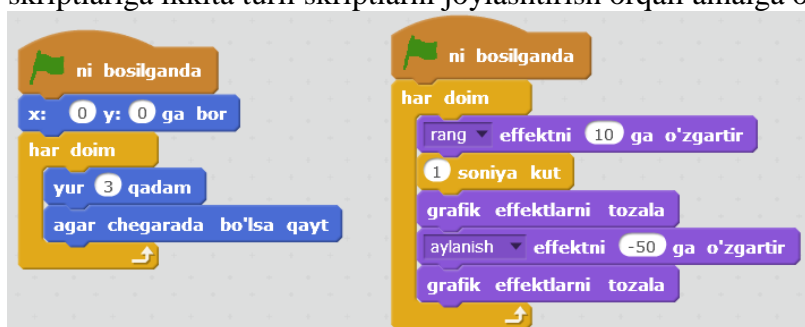 skriptlariga ikkita turli skriptlarni joylashtirish orqali amalga
ni bosilganda
x: 0 y: 0 ga bor
har doim
yur 3 qadam
agar chegarada bo'lsa qayt
ni bosilganda
har doim
rang effektni 10 ga o'zgartir
1 soniya kut
grafik effektlarni tozala
aylanish effektni -50 ga o'zgartir
grafik effektlarni tozala